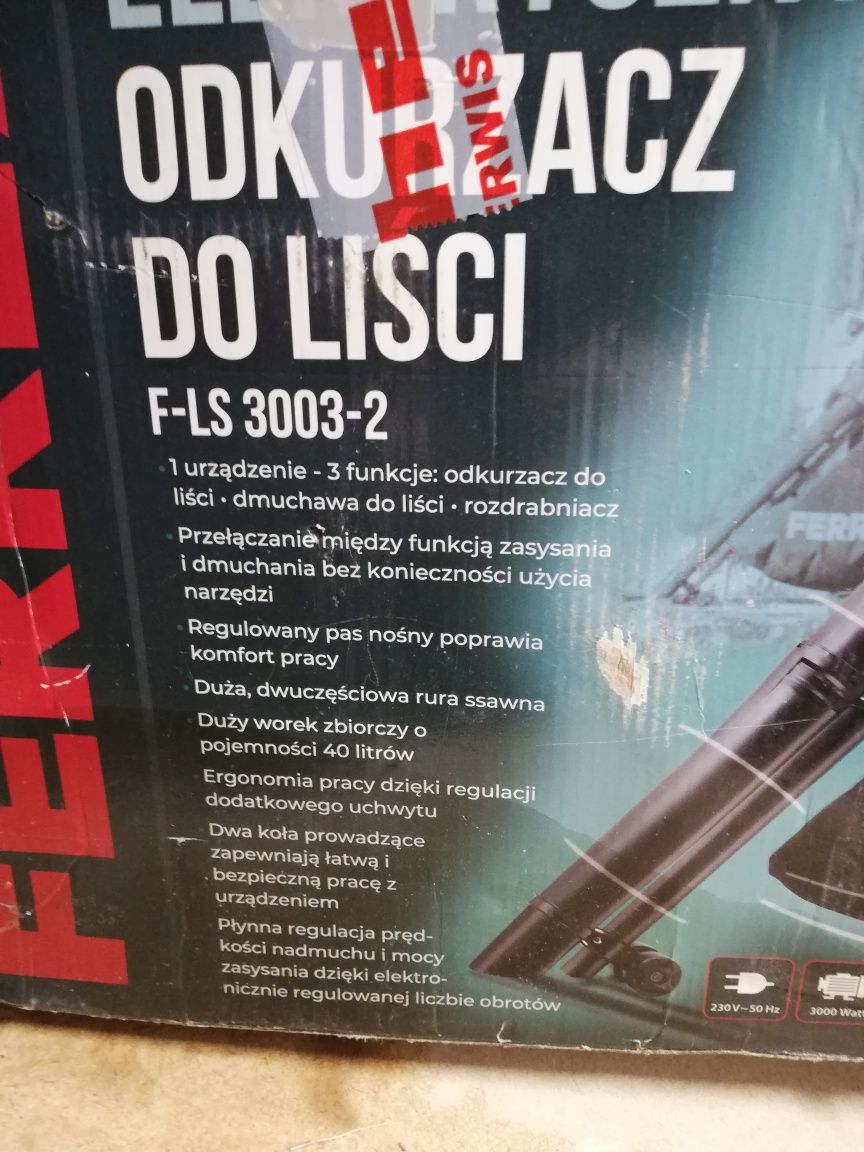 ODKURZACZ
DO LIŚCI
F-LS 3003-2
1 urządzenie - 3 funkcje: odkurzacz do
liści • dmuchawa do liści • rozdrabniacz
Przełączanie między funkcją zasysania
i dmuchania bez konieczności użycia
narzędzi
Regulowany pas nośny poprawia
komfort pracy
Duża, dwuczęściowa rura ssawna
Duży worek zbiorczy o
pojemności 40 litrów
Ergonomia pracy dzięki regulacji
dodatkowego uchwytu
Dwa koła prowadzące
zapewniają łatwą i
bezpieczną pracę z
urządzeniem
Płynna regulacja pręd-
kości nadmuchu i mocy
zasysania dzięki elektro-
nicznie regulowanej liczbie obrotów
230 V~ 50 Hz
3000 Watt